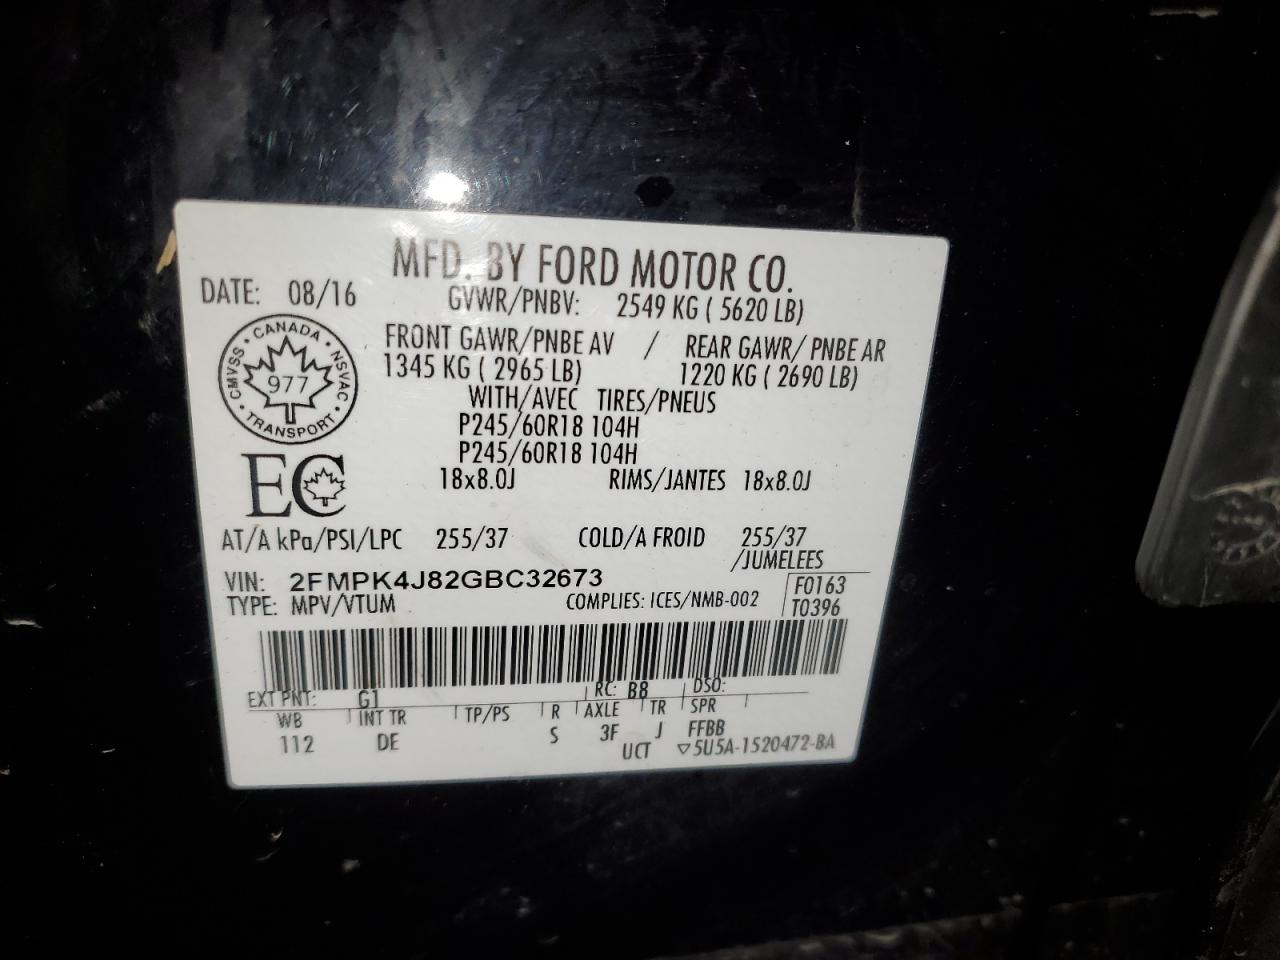 MFD. BY FORD MOTOR CO.
DATE: 08/16
GVWR/PNBV: 2549 KG ( 5620 LB)
FRONT GAWR/PNBE AV / REAR GAWR/ PNBE AR
1345 KG ( 2965 LB) 1220 KG ( 2690 LB)
WITH/AVEC TIRES/PNEUS
P245/60R18 104H
P245/60R18 104H
18x8.0J RIMS/JANTES 18x8.0J
CANADA • NSVAC • TRANSPORT • CMVSS •
977
EC
AT/A kPa/PSI/LPC 255/37 COLD/A FROID 255/37
/JUMELEES
VIN: 2FMPK4J82GBC32673
F0163
TYPE: MPV/VTUM COMPLIES: ICES/NMB-002
T0396
EXT PNT: G1 RC: B8 DSO:
WB INT TR TP/PS R AXLE TR SPR
112 DE S 3F J FFBB
UCT ▽5U5A-1520472-BA